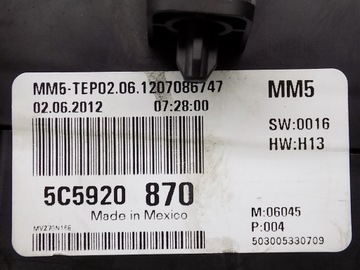 MM5-TEP02.06.1207086747
MM5
02.06.2012 07:28:00
SW:0016
HW:H13
5C5920 870
Made in Mexico
M:06045
P:004
503005330709